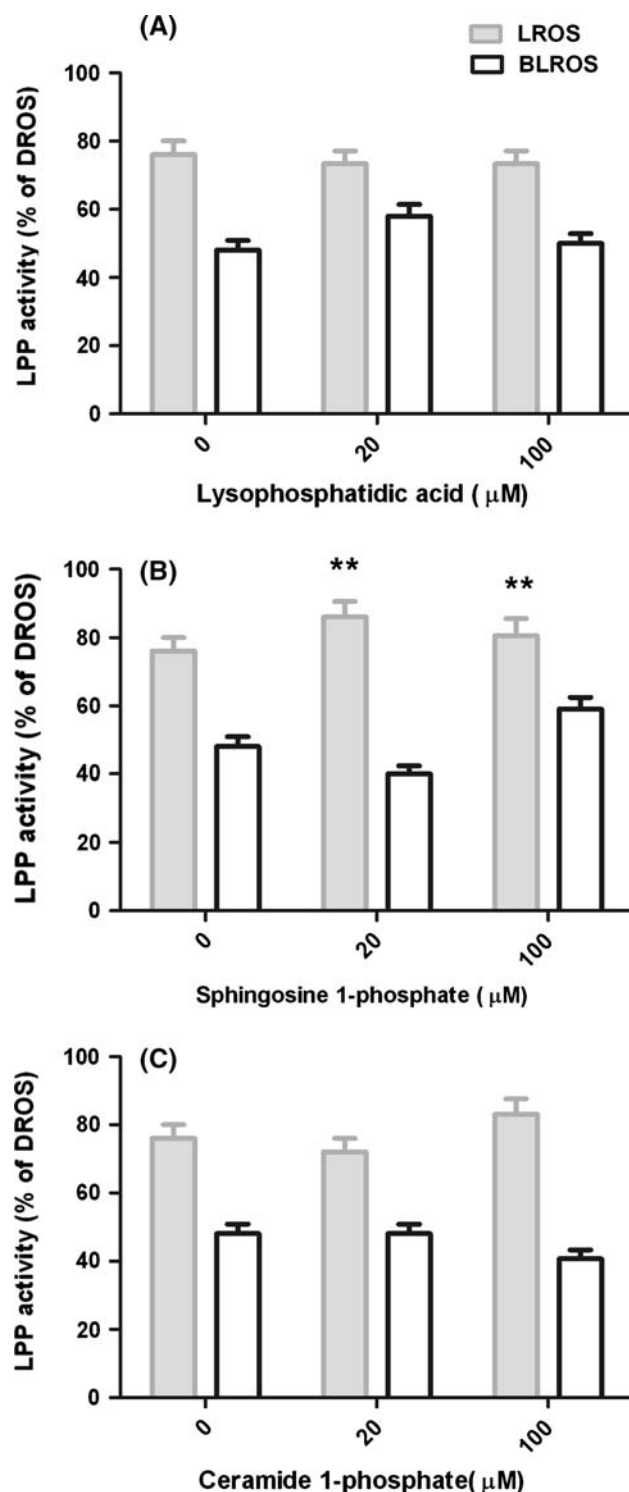 (A)
LROS
BLROS
LPP activity (% of DROS)
100
80
60
40
20
0
0
20
100
Lysophosphatidic acid ( μM)
(B)
**
**
LPP activity (% of DROS)
100
80
60
40
20
0
0
20
100
Sphingosine 1-phosphate ( μM)
(C)
LPP activity (% of DROS)
100
80
60
40
20
0
0
20
100
Ceramide 1-phosphate( μM)